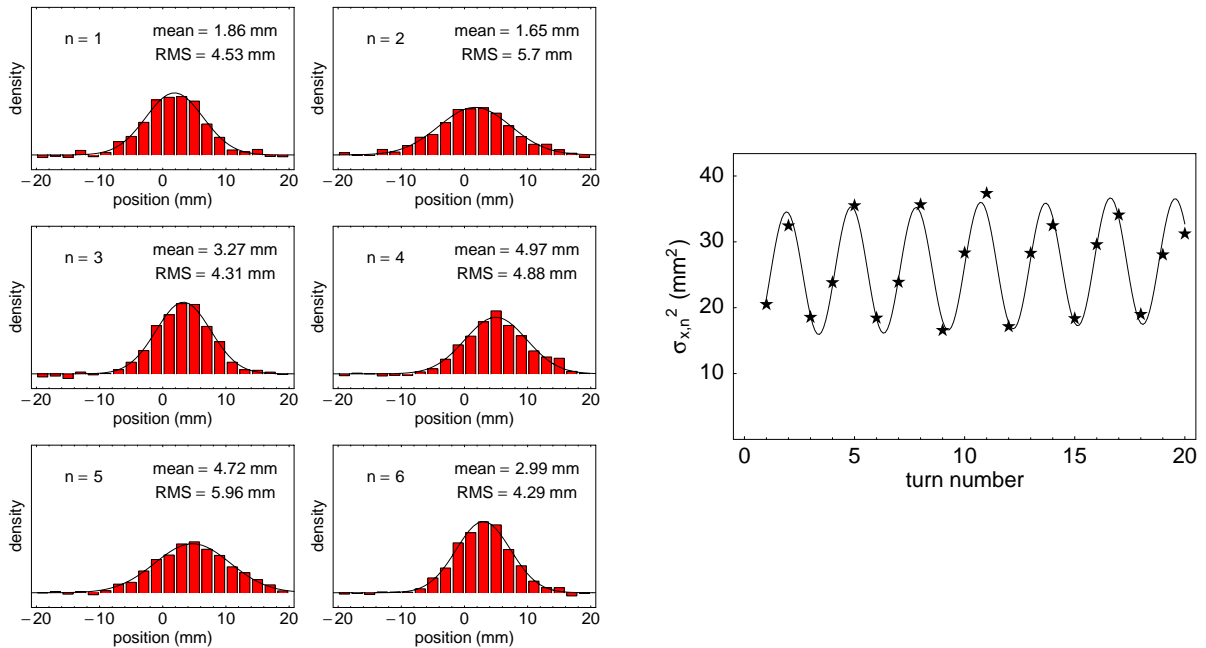 n = 1
mean = 1.86 mm
RMS = 4.53 mm
density
−20 −10 0 10 20
position (mm)
n = 2
mean = 1.65 mm
RMS = 5.7 mm
density
−20 −10 0 10 20
position (mm)
n = 3
mean = 3.27 mm
RMS = 4.31 mm
density
−20 −10 0 10 20
position (mm)
n = 4
mean = 4.97 mm
RMS = 4.88 mm
density
−20 −10 0 10 20
position (mm)
n = 5
mean = 4.72 mm
RMS = 5.96 mm
density
−20 −10 0 10 20
position (mm)
n = 6
mean = 2.99 mm
RMS = 4.29 mm
density
−20 −10 0 10 20
position (mm)
σx,n² (mm²)
40
30
20
10
0 5 10 15 20
turn number